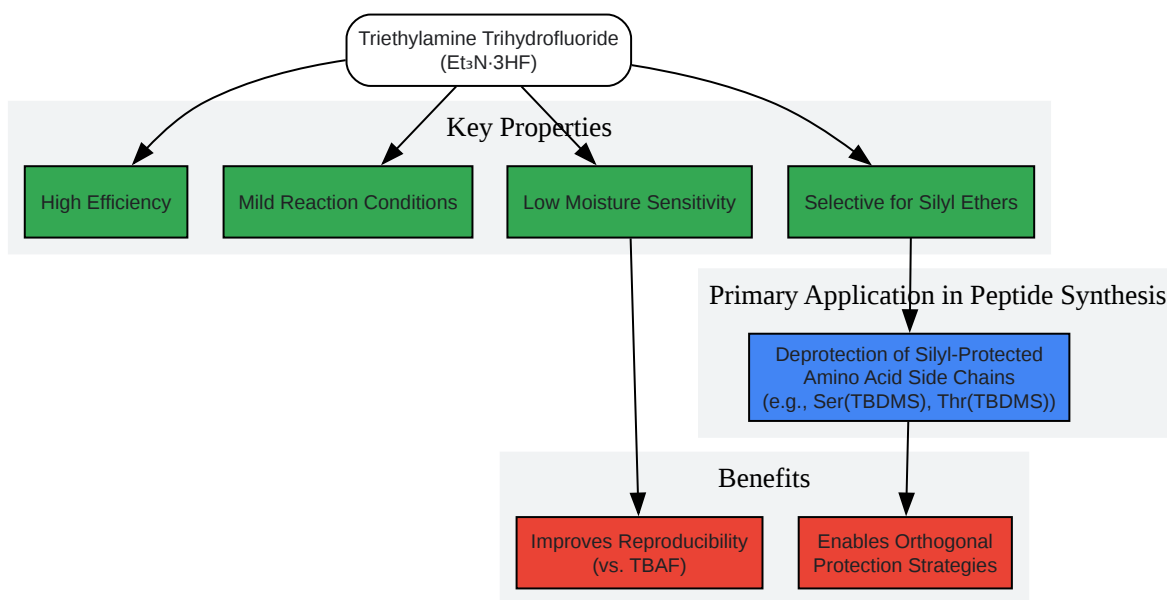 Triethylamine Trihydrofluoride
(Et₃N·3HF)
Key Properties
High Efficiency
Mild Reaction Conditions
Low Moisture Sensitivity
Selective for Silyl Ethers
Primary Application in Peptide Synthesis
Deprotection of Silyl-Protected
Amino Acid Side Chains
(e.g., Ser(TBDMS), Thr(TBDMS))
Benefits
Improves Reproducibility
(vs. TBAF)
Enables Orthogonal
Protection Strategies